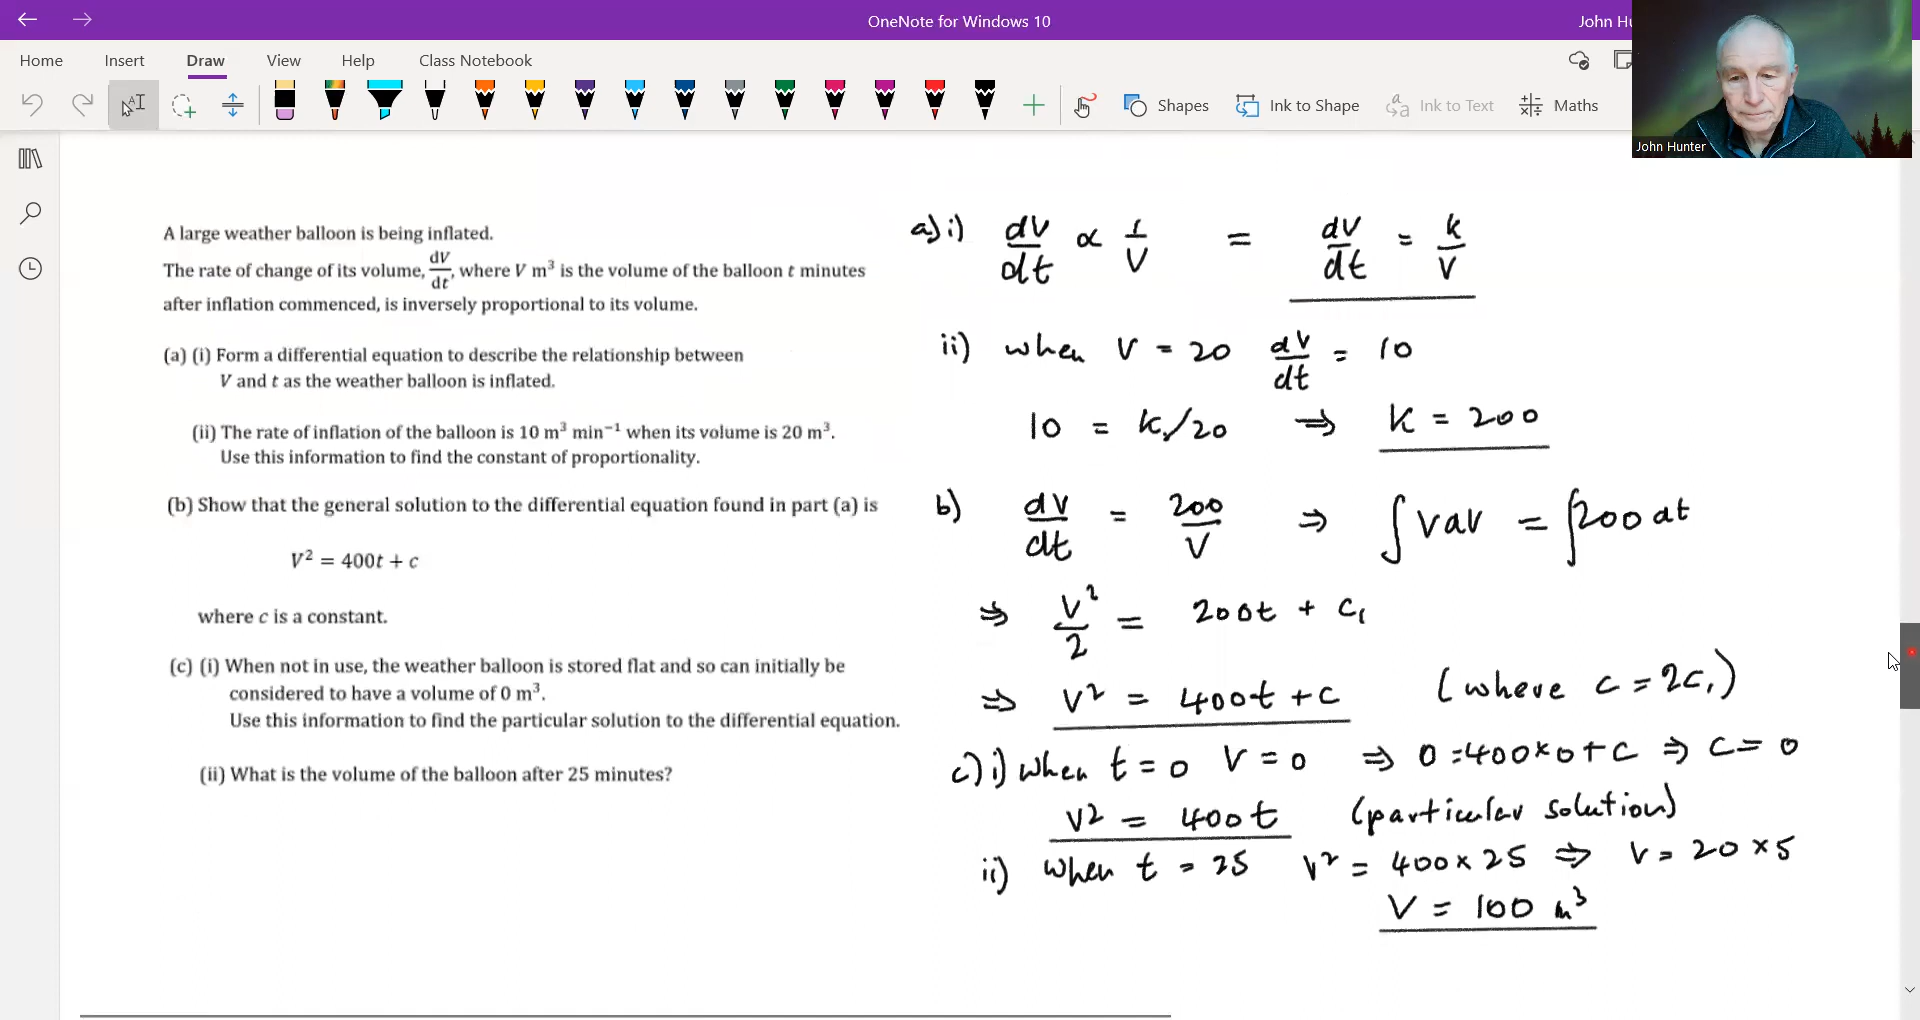 OneNote for Windows 10
John Hu
Home Insert Draw View Help Class Notebook
Shapes Ink to Shape Ink to Text Maths
John Hunter
A large weather balloon is being inflated.
The rate of change of its volume, dV/dt, where V m³ is the volume of the balloon t minutes
after inflation commenced, is inversely proportional to its volume.
(a) (i) Form a differential equation to describe the relationship between
V and t as the weather balloon is inflated.
(ii) The rate of inflation of the balloon is 10 m³ min⁻¹ when its volume is 20 m³.
Use this information to find the constant of proportionality.
(b) Show that the general solution to the differential equation found in part (a) is
V² = 400t + c
where c is a constant.
(c) (i) When not in use, the weather balloon is stored flat and so can initially be
considered to have a volume of 0 m³.
Use this information to find the particular solution to the differential equation.
(ii) What is the volume of the balloon after 25 minutes?
a) i) dV/dt ∝ 1/V = dV/dt = k/V
ii) when V = 20 dV/dt = 10
10 = k/20 ⇒ K = 200
b) dV/dt = 200/V ⇒ ∫ V dV = ∫ 200 dt
⇒ V²/2 = 200t + c₁
⇒ V² = 400t + c (where c = 2c₁)
c) i) when t = 0 V = 0 ⇒ 0 = 400 × 0 + c ⇒ c = 0
V² = 400t (particular solution)
ii) when t = 25 V² = 400 × 25 ⇒ V = 20 × 5
V = 100 m³